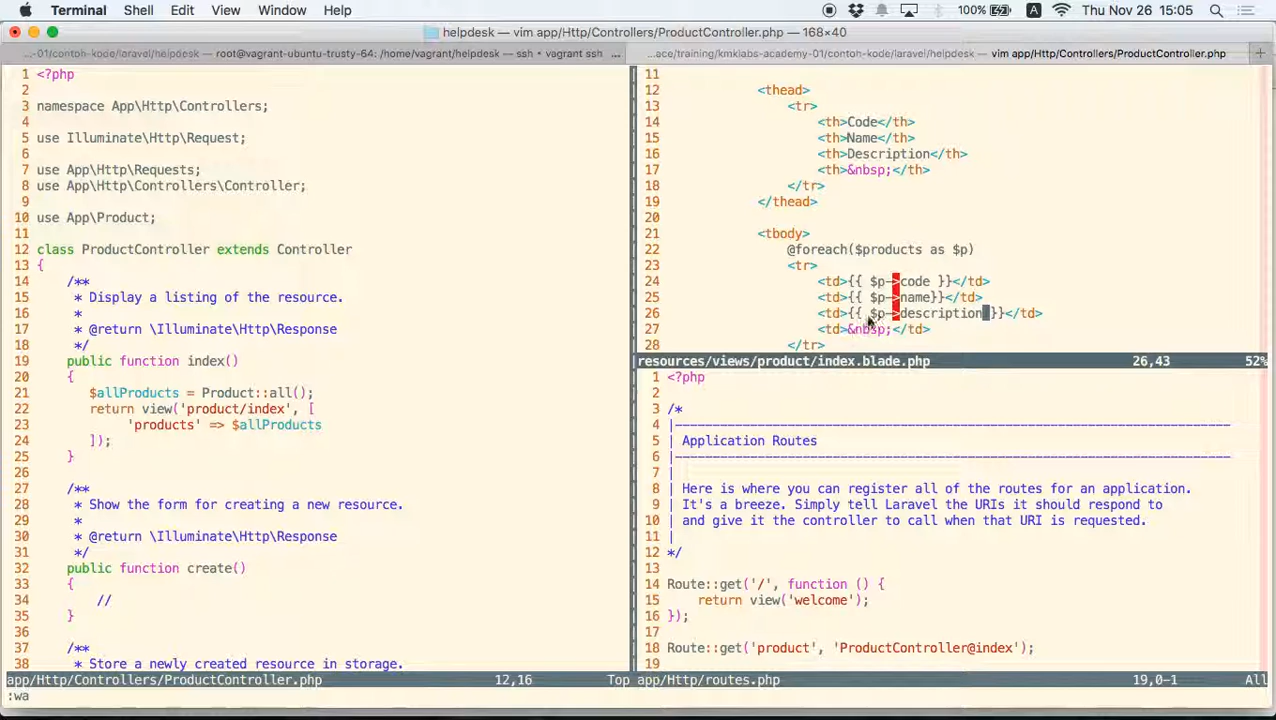 Terminal Shell Edit View Window Help 100% A Thu Nov 26 15:05
helpdesk — vim app/Http/Controllers/ProductController.php — 168×40
...-01/contoh-kode/laravel/helpdesk — root@vagrant-ubuntu-trusty-64: /home/vagrant/helpdesk — ssh • vagrant ssh ...
...ace/training/kmklabs-academy-01/contoh-kode/laravel/helpdesk — vim app/Http/Controllers/ProductController.php +
1 <?php
2
3 namespace App\Http\Controllers;
4
5 use Illuminate\Http\Request;
6
7 use App\Http\Requests;
8 use App\Http\Controllers\Controller;
9
10 use App\Product;
11
12 class ProductController extends Controller
13 {
14     /**
15      * Display a listing of the resource.
16      *
17      * @return \Illuminate\Http\Response
18      */
19     public function index()
20     {
21        $allProducts = Product::all();
22        return view('product/index', [
23             'products' => $allProducts
24        ]);
25     }
26
27     /**
28      * Show the form for creating a new resource.
29      *
30      * @return \Illuminate\Http\Response
31      */
32     public function create()
33     {
34         //
35     }
36
37     /**
38      * Store a newly created resource in storage.
app/Http/Controllers/ProductController.php 12,16 Top
:wa
11
12 <thead>
13     <tr>
14         <th>Code</th>
15         <th>Name</th>
16         <th>Description</th>
17         <th>&nbsp;</th>
18     </tr>
19 </thead>
20
21 <tbody>
22     @foreach($products as $p)
23     <tr>
24         <td>{{ $p->code }}</td>
25         <td>{{ $p->name}}</td>
26         <td>{{ $p->description }}</td>
27         <td>&nbsp;</td>
28     </tr>
resources/views/product/index.blade.php 26,43 52%
1 <?php
2
3 /*
4 |--------------------------------------------------------------------------
5 | Application Routes
6 |--------------------------------------------------------------------------
7 |
8 | Here is where you can register all of the routes for an application.
9 | It's a breeze. Simply tell Laravel the URIs it should respond to
10 | and give it the controller to call when that URI is requested.
11 |
12 */
13
14 Route::get('/', function () {
15     return view('welcome');
16 });
17
18 Route::get('product', 'ProductController@index');
19
app/Http/routes.php 19,0-1 All